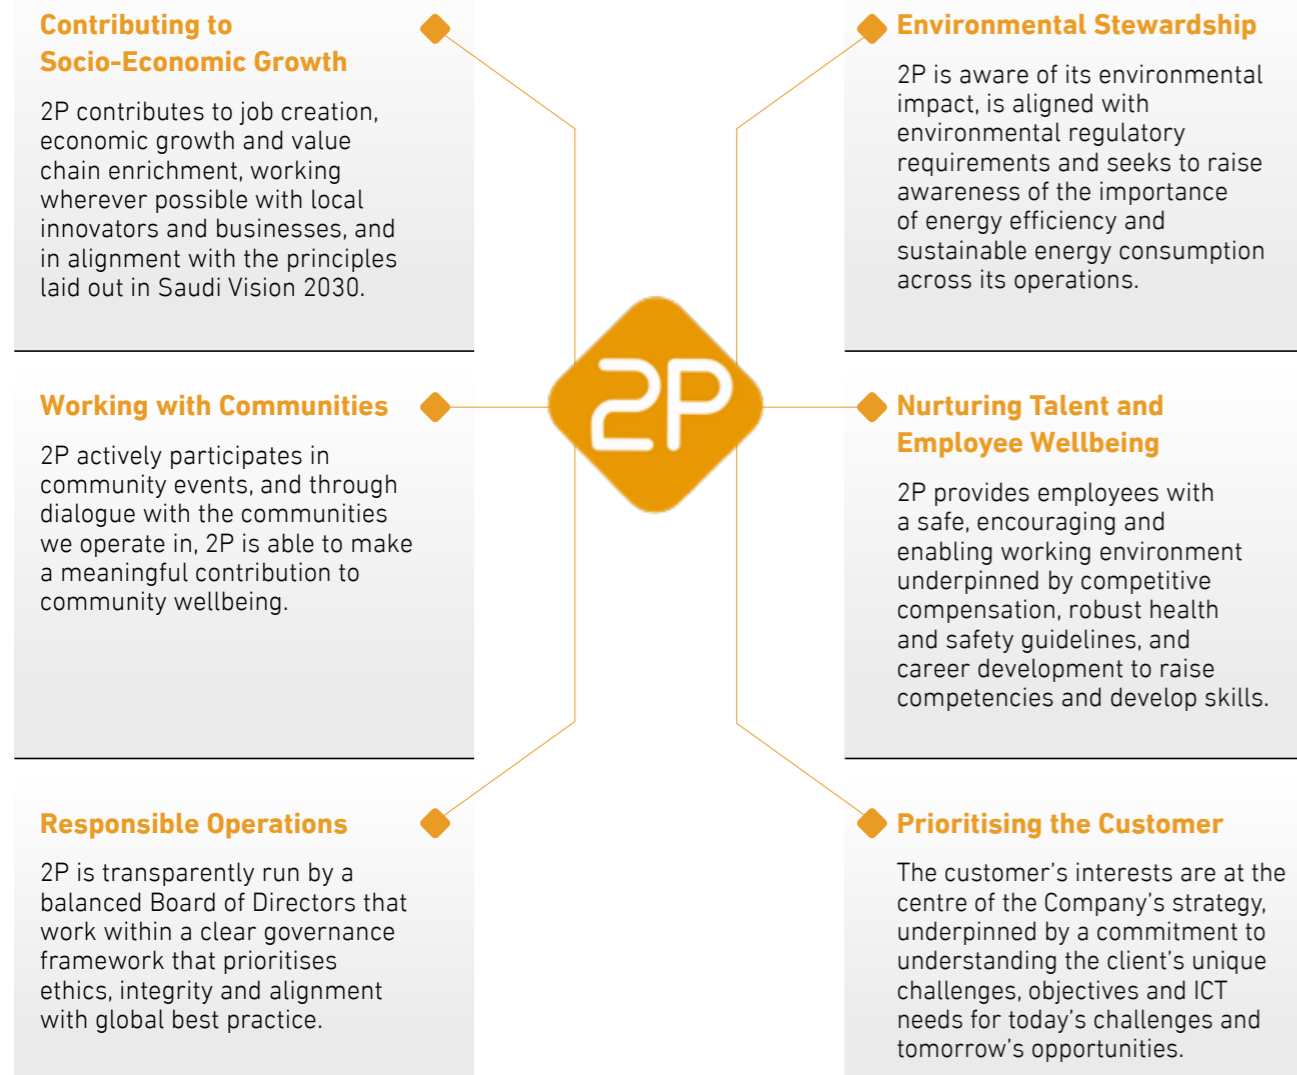 Contributing to
Socio-Economic Growth
2P contributes to job creation,
economic growth and value
chain enrichment, working
wherever possible with local
innovators and businesses, and
in alignment with the principles
laid out in Saudi Vision 2030.
Working with Communities
2P actively participates in
community events, and through
dialogue with the communities
we operate in, 2P is able to make
a meaningful contribution to
community wellbeing.
Responsible Operations
2P is transparently run by a
balanced Board of Directors that
work within a clear governance
framework that prioritises
ethics, integrity and alignment
with global best practice.
2P
Environmental Stewardship
2P is aware of its environmental
impact, is aligned with
environmental regulatory
requirements and seeks to raise
awareness of the importance
of energy efficiency and
sustainable energy consumption
across its operations.
Nurturing Talent and
Employee Wellbeing
2P provides employees with
a safe, encouraging and
enabling working environment
underpinned by competitive
compensation, robust health
and safety guidelines, and
career development to raise
competencies and develop skills.
Prioritising the Customer
The customer's interests are at the
centre of the Company's strategy,
underpinned by a commitment to
understanding the client's unique
challenges, objectives and ICT
needs for today's challenges and
tomorrow's opportunities.